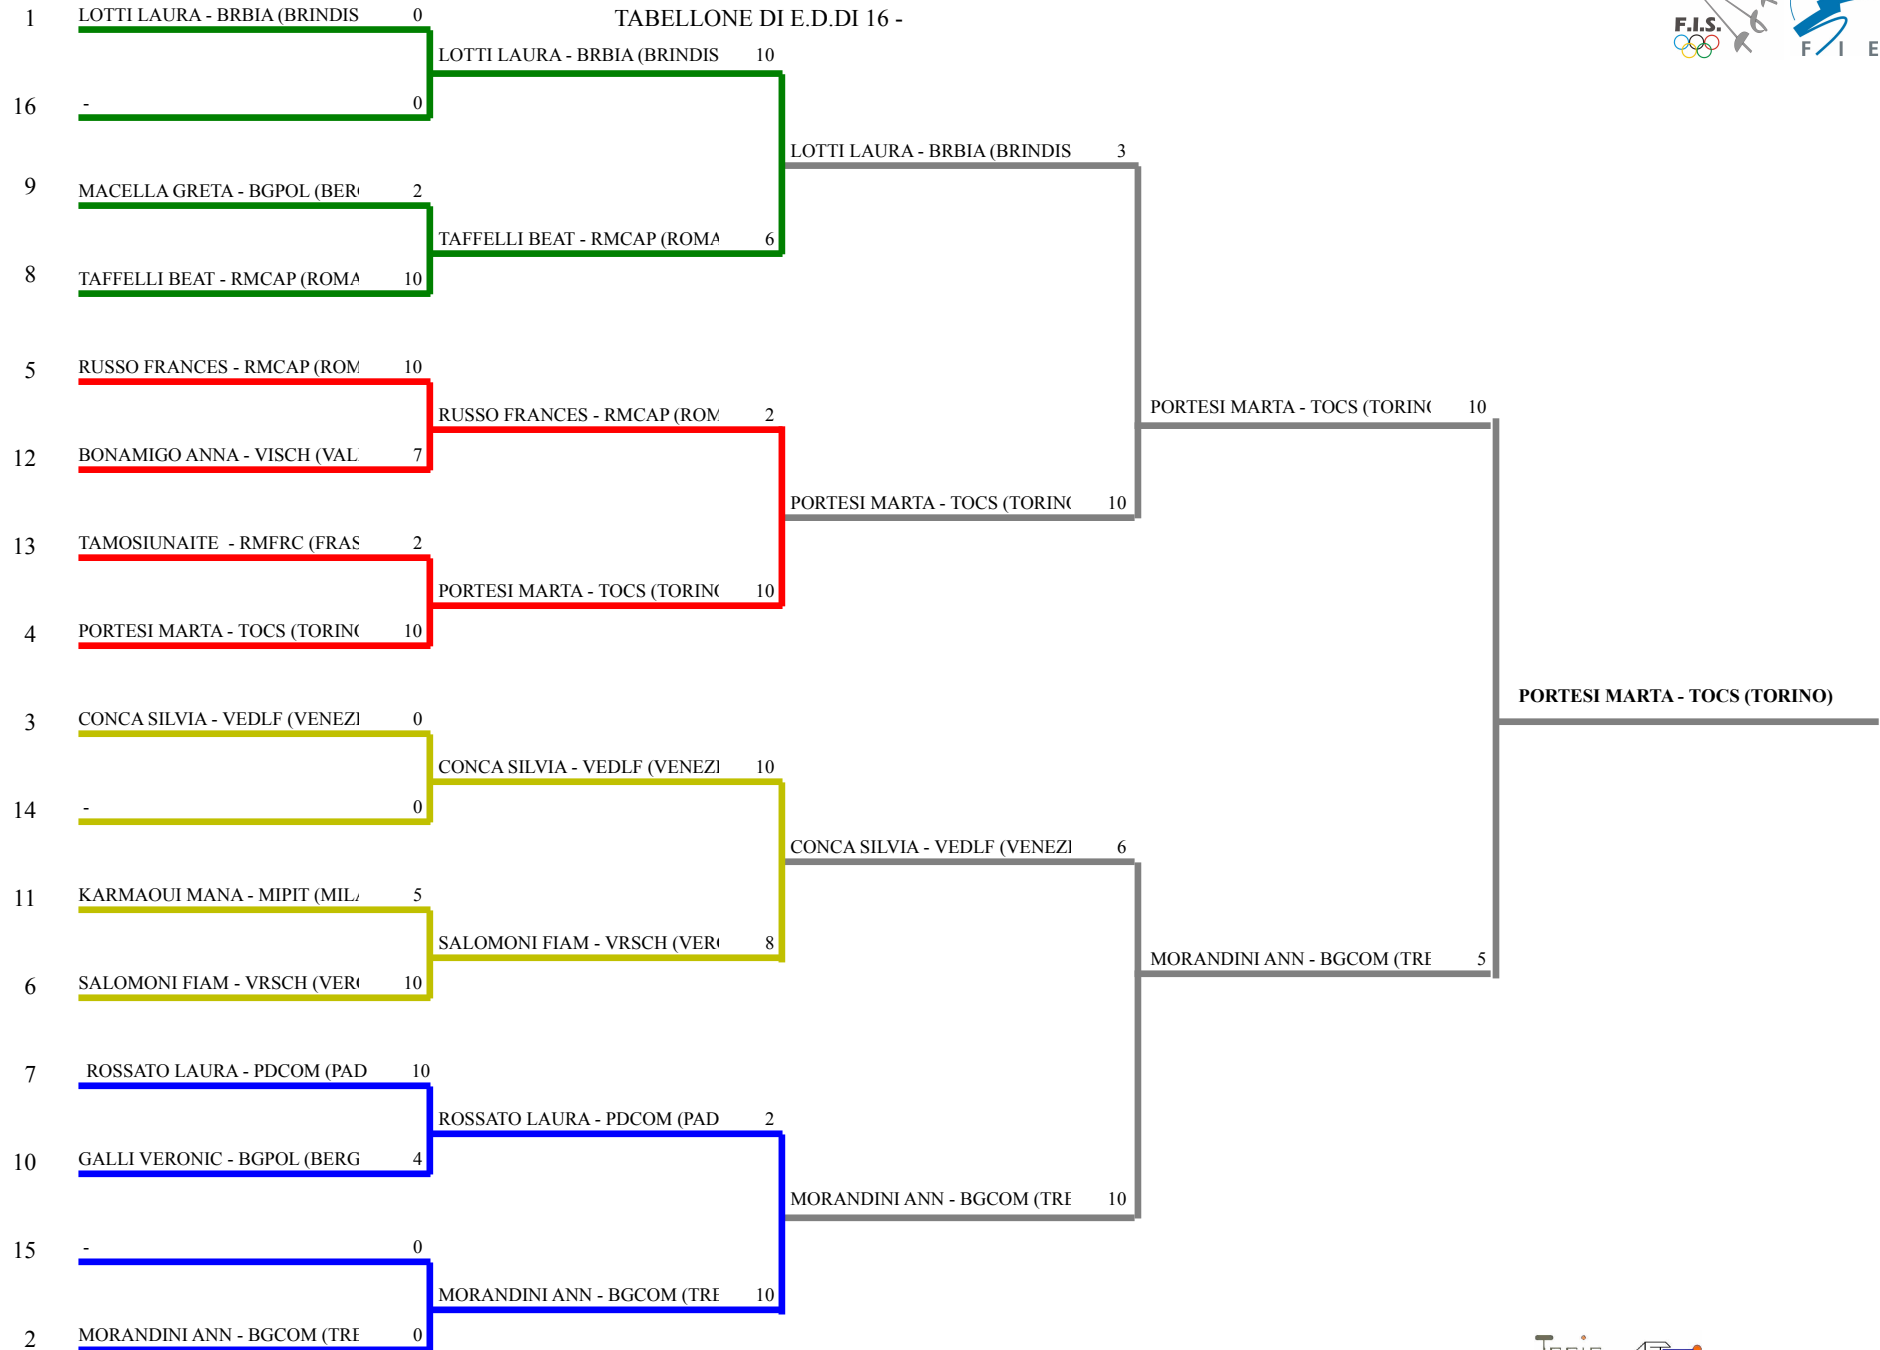 1 LOTTI LAURA - BRBIA (BRINDIS 0
TABELLONE DI E.D.DI 16 -
F.I.S.
F I E
LOTTI LAURA - BRBIA (BRINDIS 10
16 - 0
LOTTI LAURA - BRBIA (BRINDIS 3
9 MACELLA GRETA - BGPOL (BER 2
TAFFELLI BEAT - RMCAP (ROMA 6
8 TAFFELLI BEAT - RMCAP (ROMA 10
5 RUSSO FRANCES - RMCAP (ROM 10
RUSSO FRANCES - RMCAP (ROM 2
PORTESI MARTA - TOCS (TORIN( 10
12 BONAMIGO ANNA - VISCH (VAL 7
PORTESI MARTA - TOCS (TORIN( 10
13 TAMOSIUNAITE - RMFRC (FRAS 2
PORTESI MARTA - TOCS (TORIN( 10
4 PORTESI MARTA - TOCS (TORIN( 10
PORTESI MARTA - TOCS (TORINO)
3 CONCA SILVIA - VEDLF (VENEZI 0
CONCA SILVIA - VEDLF (VENEZI 10
14 - 0
CONCA SILVIA - VEDLF (VENEZI 6
11 KARMAOUI MANA - MIPIT (MIL 5
SALOMONI FIAM - VRSCH (VER 8
MORANDINI ANN - BGCOM (TRE 5
6 SALOMONI FIAM - VRSCH (VER 10
7 ROSSATO LAURA - PDCOM (PAD 10
ROSSATO LAURA - PDCOM (PAD 2
10 GALLI VERONIC - BGPOL (BERG 4
MORANDINI ANN - BGCOM (TRE 10
15 - 0
MORANDINI ANN - BGCOM (TRE 10
2 MORANDINI ANN - BGCOM (TRE 0